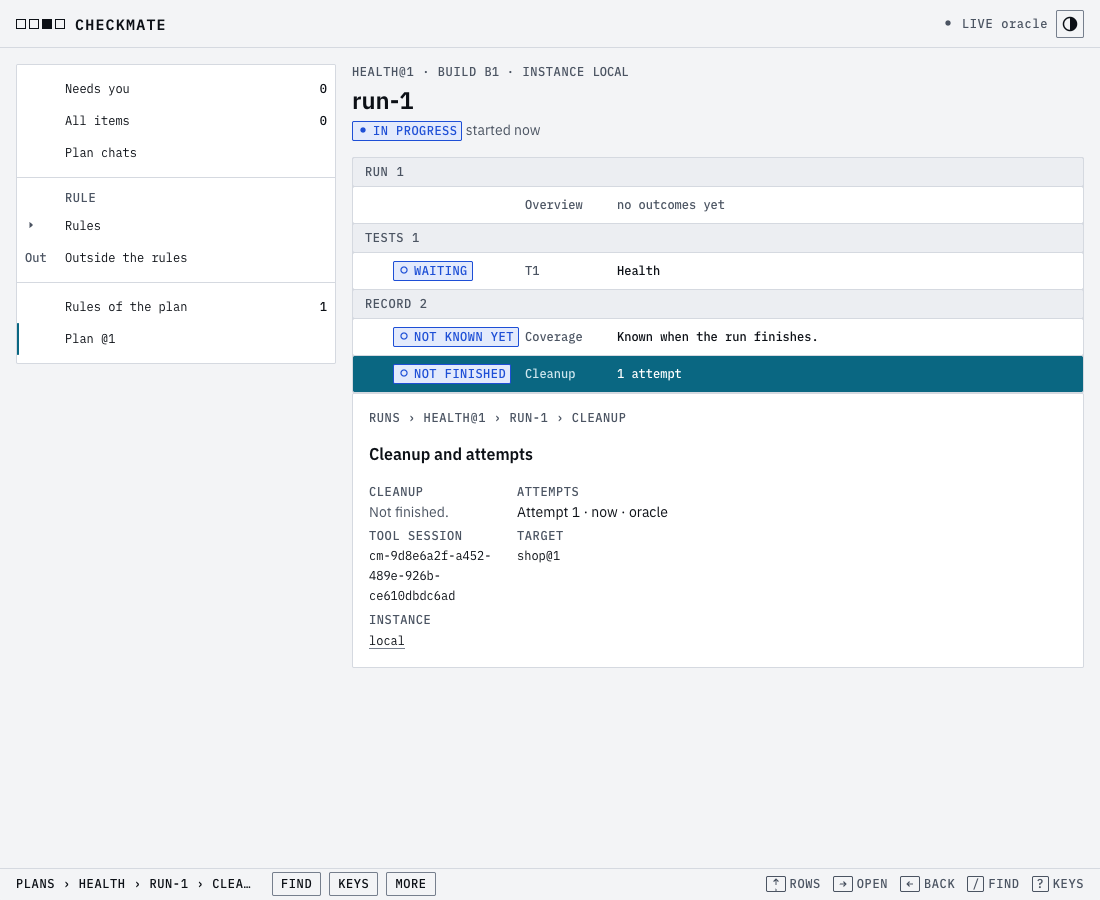 CHECKMATE
LIVE oracle
Needs you 0
All items 0
Plan chats
RULE
Rules
Out Outside the rules
Rules of the plan 1
Plan @1
HEALTH@1 · BUILD B1 · INSTANCE LOCAL
run-1
IN PROGRESS started now
RUN 1
Overview no outcomes yet
TESTS 1
WAITING T1 Health
RECORD 2
NOT KNOWN YET Coverage Known when the run finishes.
NOT FINISHED Cleanup 1 attempt
RUNS › HEALTH@1 › RUN-1 › CLEANUP
Cleanup and attempts
CLEANUP
Not finished.
ATTEMPTS
Attempt 1 · now · oracle
TOOL SESSION
cm-9d8e6a2f-a452-
489e-926b-
ce610dbdc6ad
TARGET
shop@1
INSTANCE
local
PLANS › HEALTH › RUN-1 › CLEA…
FIND KEYS MORE
↑ ROWS → OPEN ← BACK / FIND ? KEYS